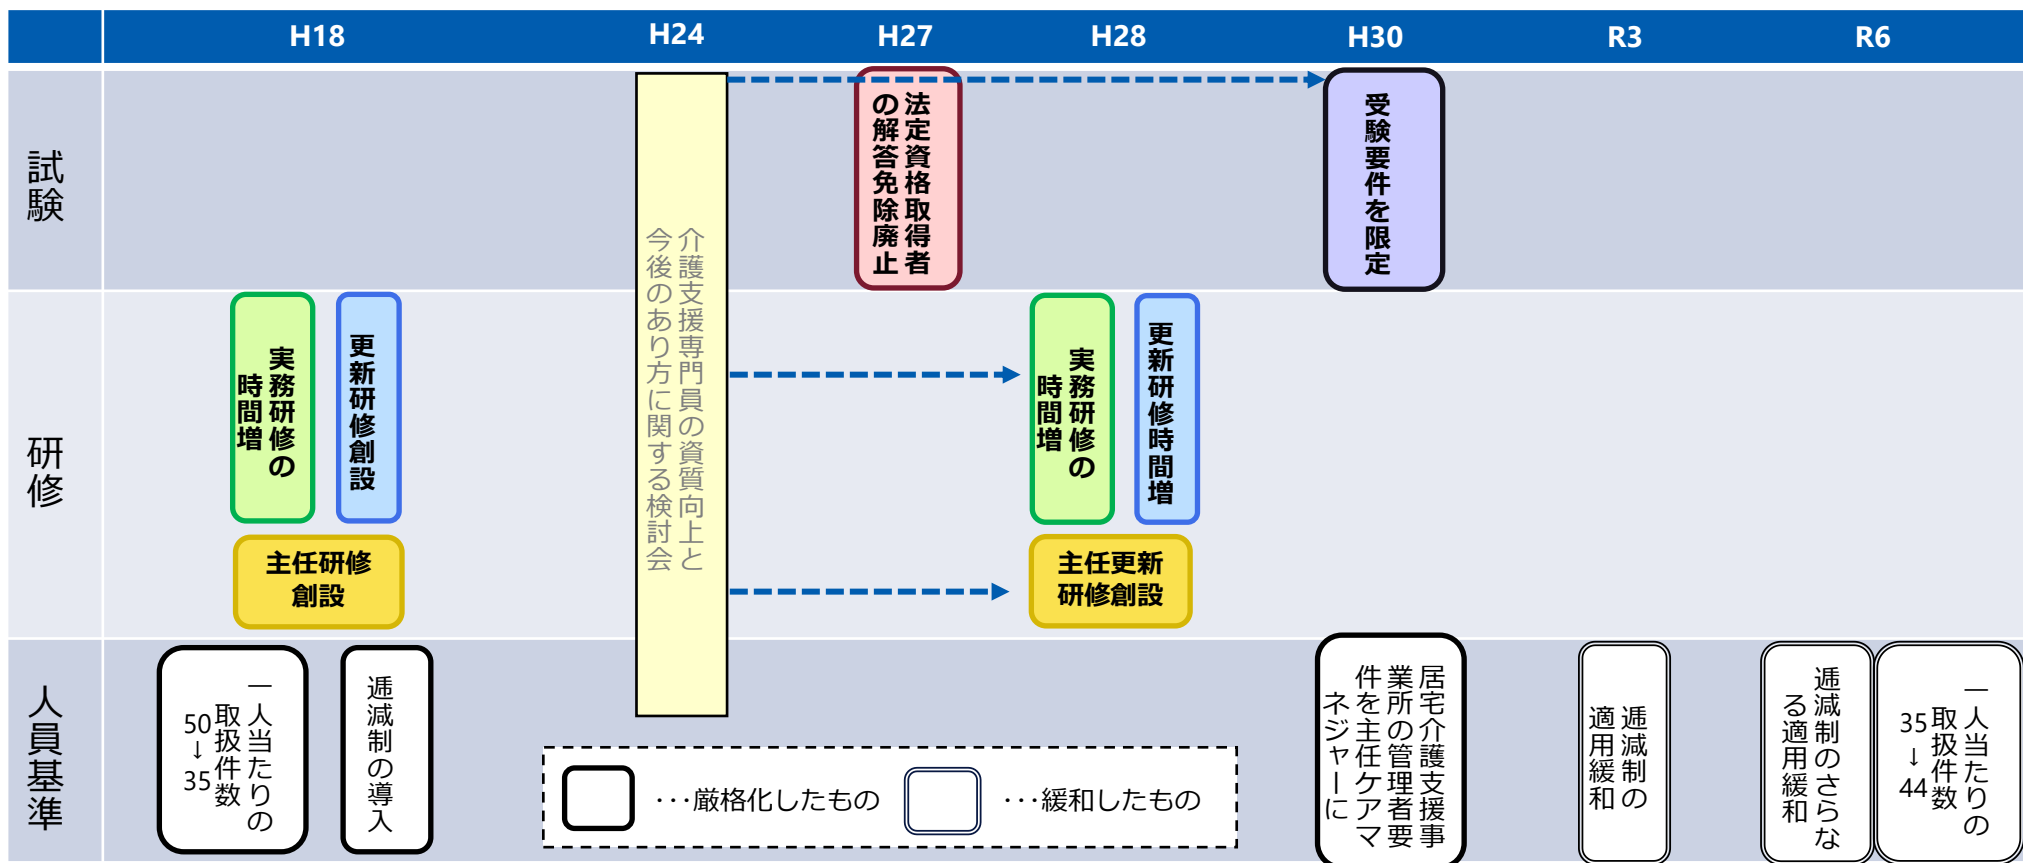 H18
H24
H27
H28
H30
R3
R6
試験
法定資格取得者
の解答免除廃止
受験要件を限定
介護支援専門員の資質向上と
今後のあり方に関する検討会
研修
実務研修の
時間増
更新研修創設
主任研修
創設
実務研修の
時間増
更新研修時間増
主任更新
研修創設
人員基準
一人当たりの
取扱件数
50→35
逓減制の導入
居宅介護支援事
業所の管理者要
件を主任ケアマ
ネジャーに
逓減制の
適用緩和
逓減制のさらな
る適用緩和
一人当たりの
取扱件数
35→44
･･･厳格化したもの
･･･緩和したもの